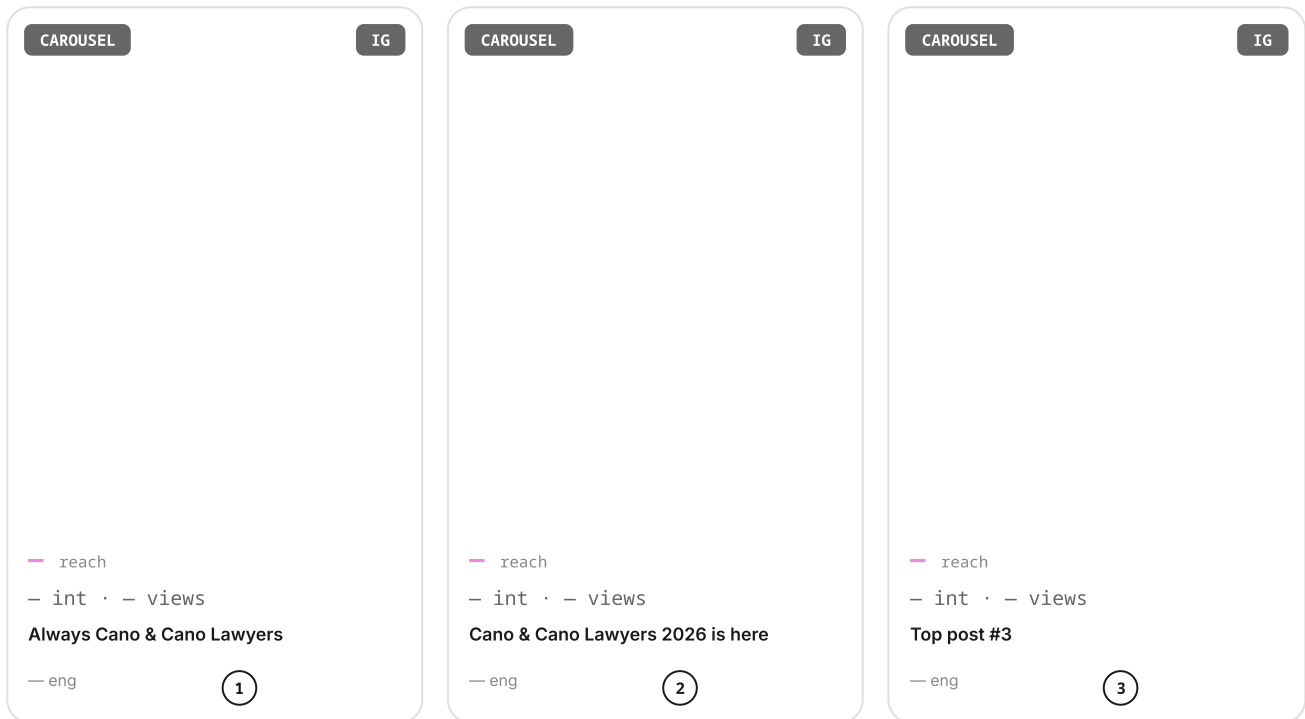 CAROUSEL IG
— reach
— int · — views
Always Cano & Cano Lawyers
— eng 1
CAROUSEL IG
— reach
— int · — views
Cano & Cano Lawyers 2026 is here
— eng 2
CAROUSEL IG
— reach
— int · — views
Top post #3
— eng 3